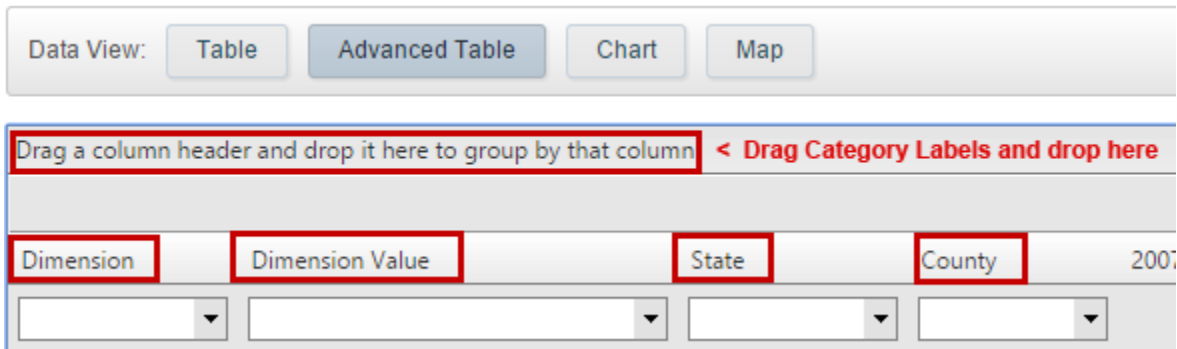 Data View: Table Advanced Table Chart Map
Drag a column header and drop it here to group by that column < Drag Category Labels and drop here
Dimension Dimension Value State County 2007